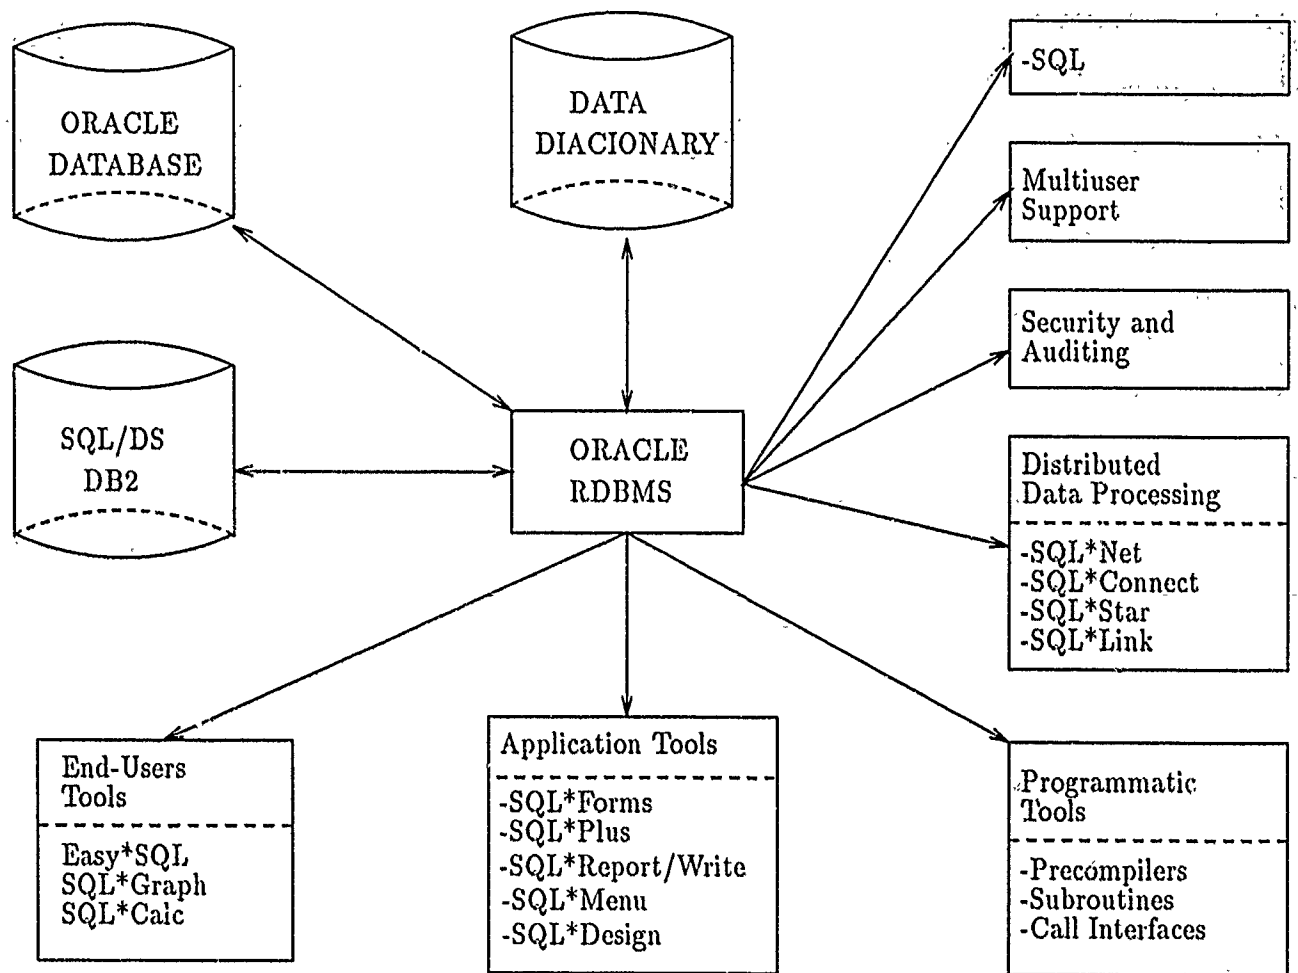 ORACLE
DATABASE
DATA
DIACIONARY
-SQL
Multiuser
Support
Security and
Auditing
SQL/DS
DB2
ORACLE
RDBMS
Distributed
Data Processing
-SQL*Net
-SQL*Connect
-SQL*Star
-SQL*Link
End-Users
Tools
Easy*SQL
SQL*Graph
SQL*Calc
Application Tools
-SQL*Forms
-SQL*Plus
-SQL*Report/Write
-SQL*Menu
-SQL*Design
Programmatic
Tools
-Precompilers
-Subroutines
-Call Interfaces